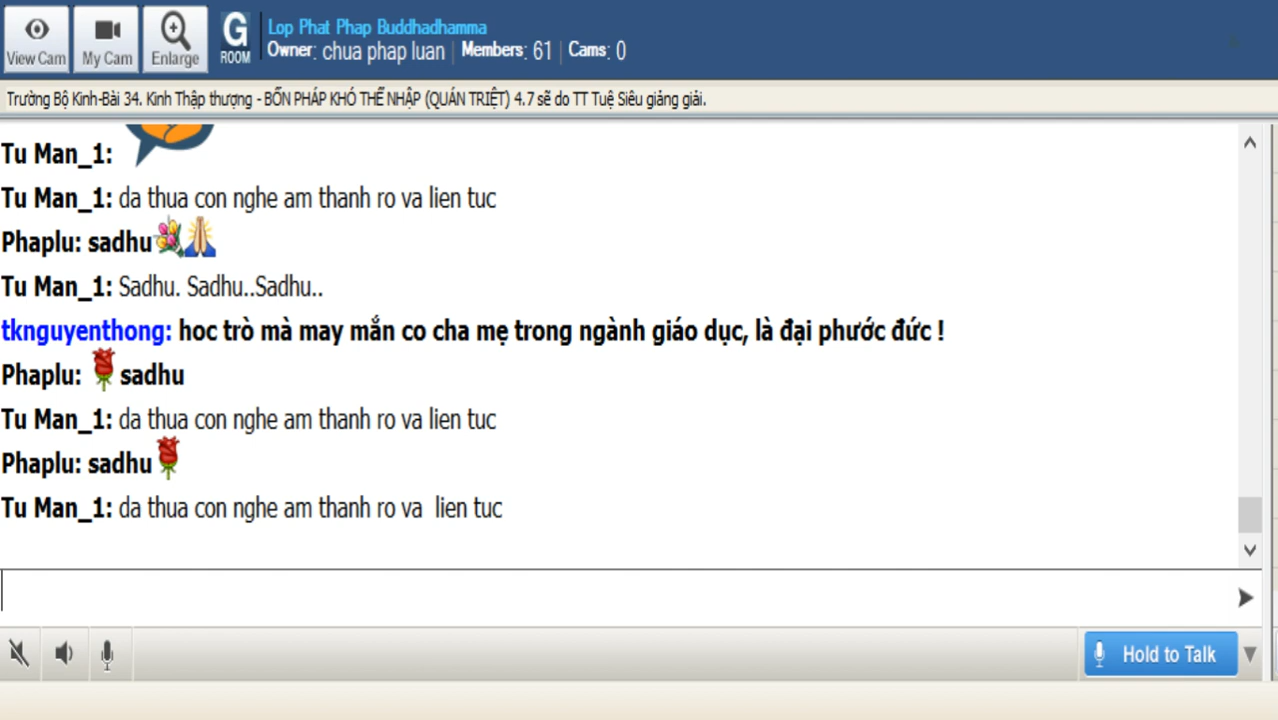 View Cam
My Cam
Enlarge
G
ROOM
Lop Phat Phap Buddhadhamma
Owner: chua phap luan | Members: 61 | Cams: 0
Trường Bộ Kinh-Bài 34. Kinh Thập thượng - BỐN PHÁP KHÓ THỂ NHẬP (QUÁN TRIỆT) 4.7 sẽ do TT Tuệ Siêu giảng giải.
Tu Man_1:
Tu Man_1: da thua con nghe am thanh ro va lien tuc
Phaplu: sadhu💐🙏
Tu Man_1: Sadhu. Sadhu..Sadhu..
tknguyenthong: hoc trò mà may mắn co cha mẹ trong ngành giáo dục, là đại phước đức !
Phaplu: 🌹sadhu
Tu Man_1: da thua con nghe am thanh ro va lien tuc
Phaplu: sadhu🌹
Tu Man_1: da thua con nghe am thanh ro va  lien tuc
Hold to Talk